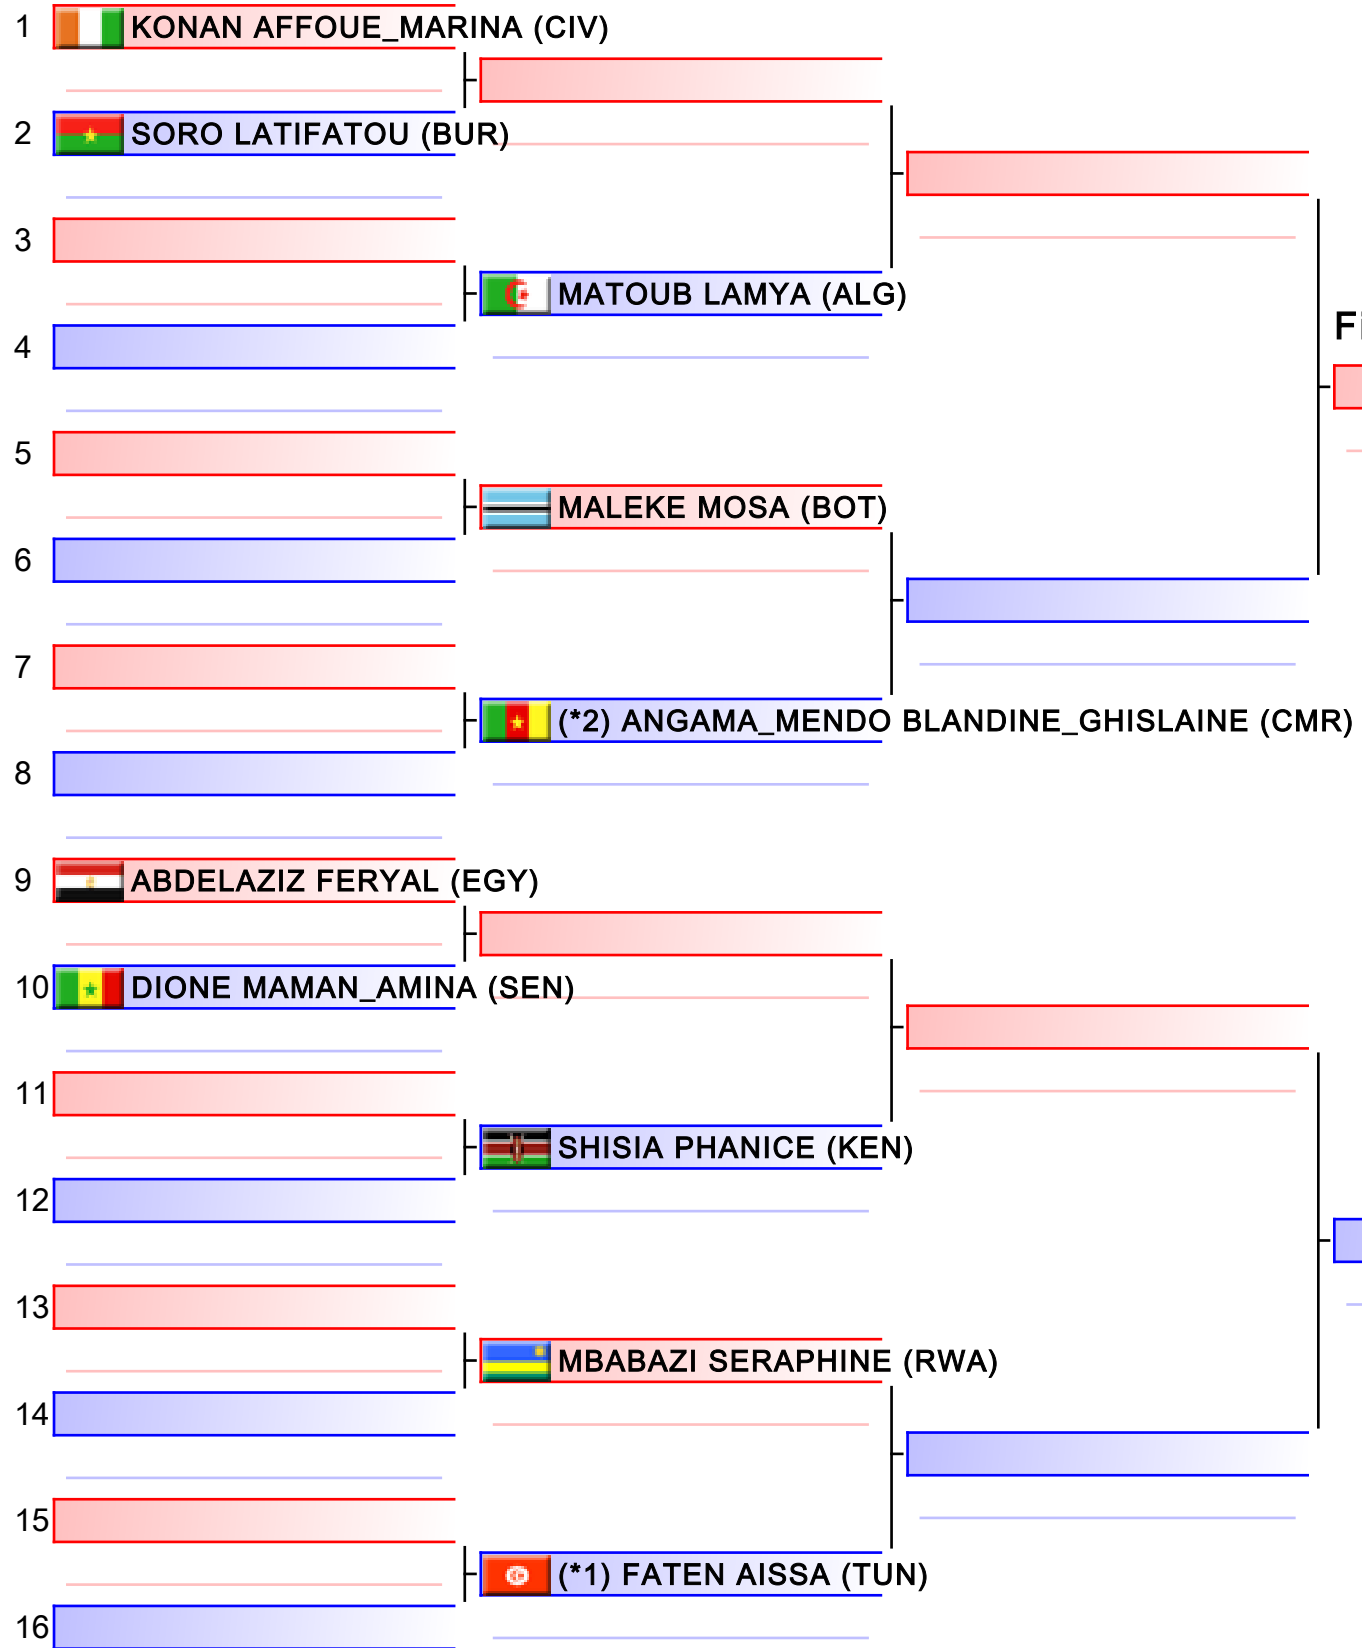 1 KONAN AFFOUE_MARINA (CIV)
2 SORO LATIFATOU (BUR)
3
MATOUB LAMYA (ALG)
Fi
4
5
MALEKE MOSA (BOT)
6
7
(*2) ANGAMA_MENDO BLANDINE_GHISLAINE (CMR)
8
9 ABDELAZIZ FERYAL (EGY)
10 DIONE MAMAN_AMINA (SEN)
11
SHISIA PHANICE (KEN)
12
13
MBABAZI SERAPHINE (RWA)
14
15
(*1) FATEN AISSA (TUN)
16